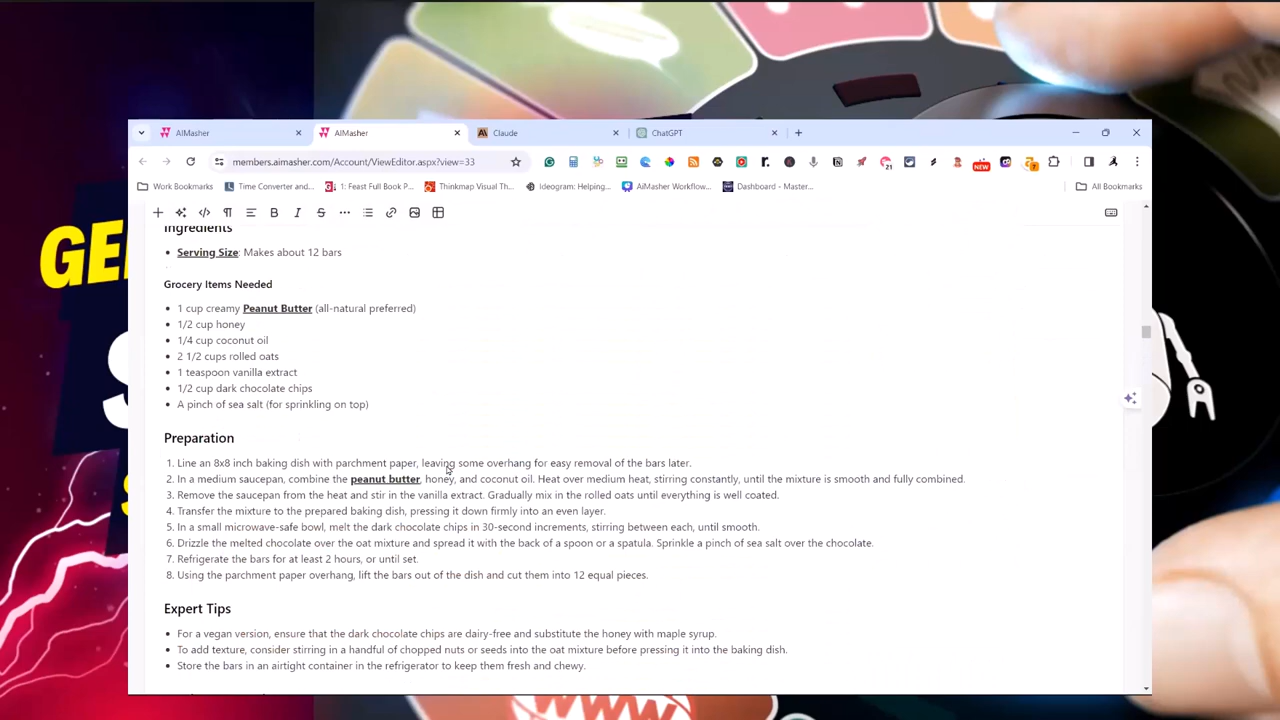 AIMasher
AIMasher
Claude
ChatGPT
members.aimasher.com/Account/ViewEditor.aspx?view=33
21
NEW
Work Bookmarks
Time Converter and...
1: Feast Full Book P...
Thinkmap Visual Th...
Ideogram: Helping...
AiMasher Workflow...
Dashboard - Master...
All Bookmarks
Ingredients
Serving Size: Makes about 12 bars
GE
Grocery Items Needed
1 cup creamy Peanut Butter (all-natural preferred)
1/2 cup honey
1/4 cup coconut oil
2 1/2 cups rolled oats
1 teaspoon vanilla extract
1/2 cup dark chocolate chips
A pinch of sea salt (for sprinkling on top)
Preparation
1. Line an 8x8 inch baking dish with parchment paper, leaving some overhang for easy removal of the bars later.
2. In a medium saucepan, combine the peanut butter, honey, and coconut oil. Heat over medium heat, stirring constantly, until the mixture is smooth and fully combined.
3. Remove the saucepan from the heat and stir in the vanilla extract. Gradually mix in the rolled oats until everything is well coated.
4. Transfer the mixture to the prepared baking dish, pressing it down firmly into an even layer.
5. In a small microwave-safe bowl, melt the dark chocolate chips in 30-second increments, stirring between each, until smooth.
6. Drizzle the melted chocolate over the oat mixture and spread it with the back of a spoon or a spatula. Sprinkle a pinch of sea salt over the chocolate.
7. Refrigerate the bars for at least 2 hours, or until set.
8. Using the parchment paper overhang, lift the bars out of the dish and cut them into 12 equal pieces.
Expert Tips
For a vegan version, ensure that the dark chocolate chips are dairy-free and substitute the honey with maple syrup.
To add texture, consider stirring in a handful of chopped nuts or seeds into the oat mixture before pressing it into the baking dish.
Store the bars in an airtight container in the refrigerator to keep them fresh and chewy.
WWW